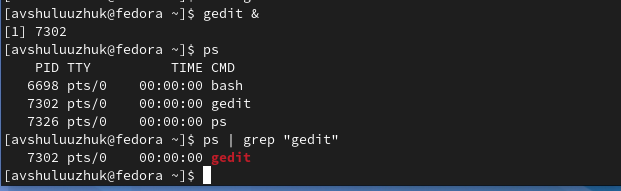 [avshuluuzhuk@fedora ~]$ gedit &
[1] 7302
[avshuluuzhuk@fedora ~]$ ps
    PID TTY          TIME CMD
   6698 pts/0    00:00:00 bash
   7302 pts/0    00:00:00 gedit
   7326 pts/0    00:00:00 ps
[avshuluuzhuk@fedora ~]$ ps | grep "gedit"
   7302 pts/0    00:00:00 gedit
[avshuluuzhuk@fedora ~]$